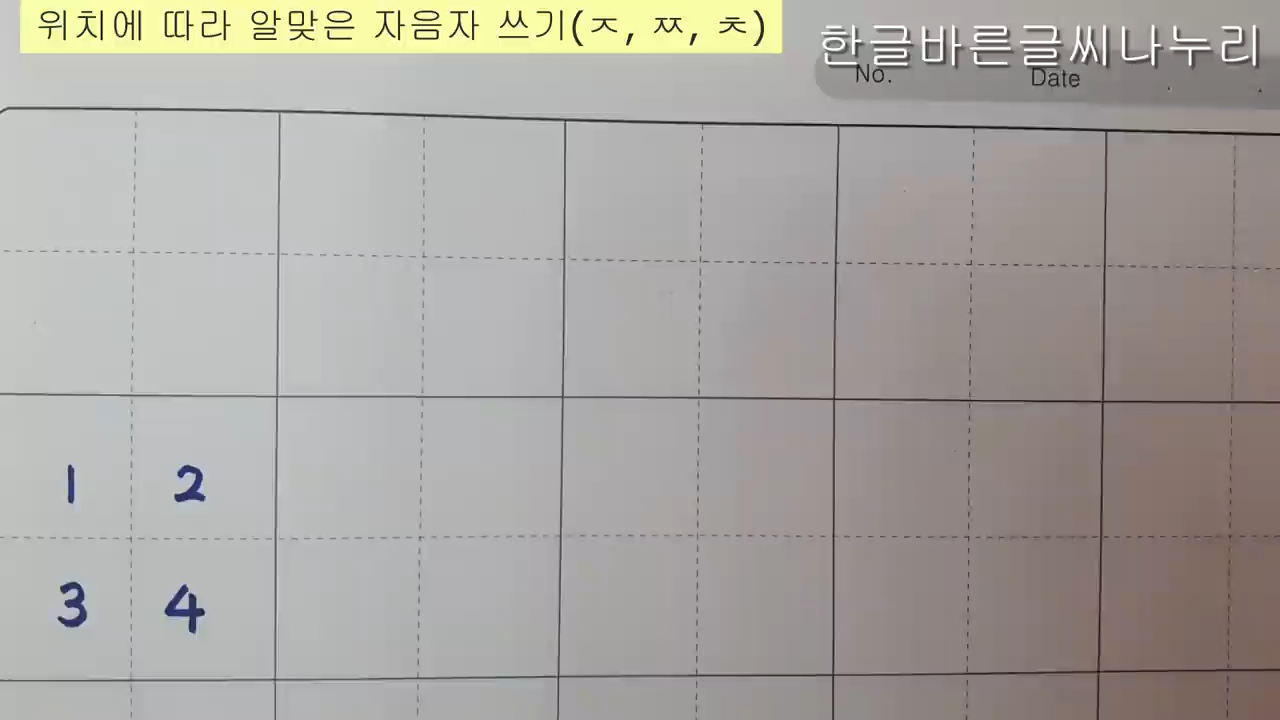 위치에 따라 알맞은 자음자 쓰기(ㅈ, ㅉ, ㅊ)
한글바른글씨나누리
No. Date . .
1 2
3 4